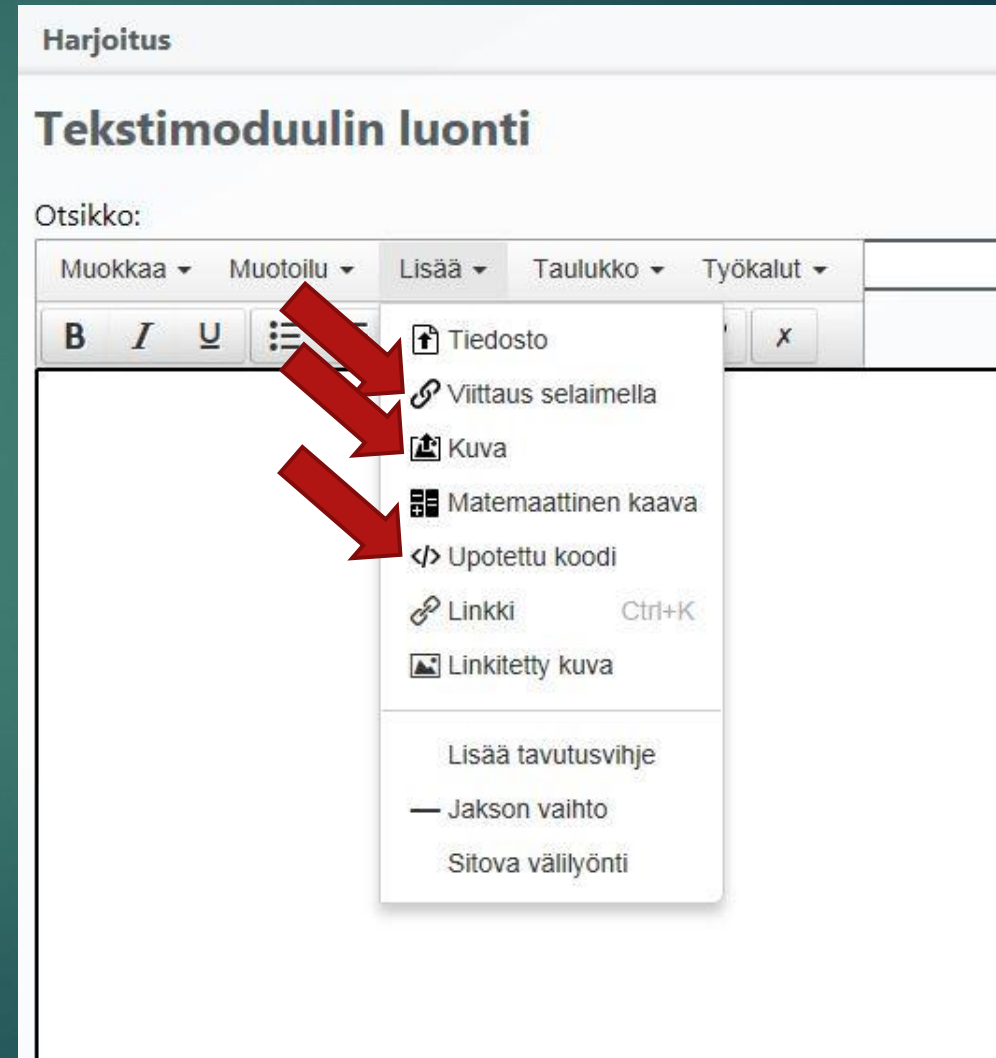 Harjoitus
Tekstimoduulin luonti
Otsikko:
Muokkaa Muotoilu Lisää Taulukko Työkalut
B I U x
Tiedosto
Viittaus selaimella
Kuva
Matemaattinen kaava
Upotettu koodi
Linkki Ctrl+K
Linkitetty kuva
Lisää tavutusvihje
Jakson vaihto
Sitova välilyönti